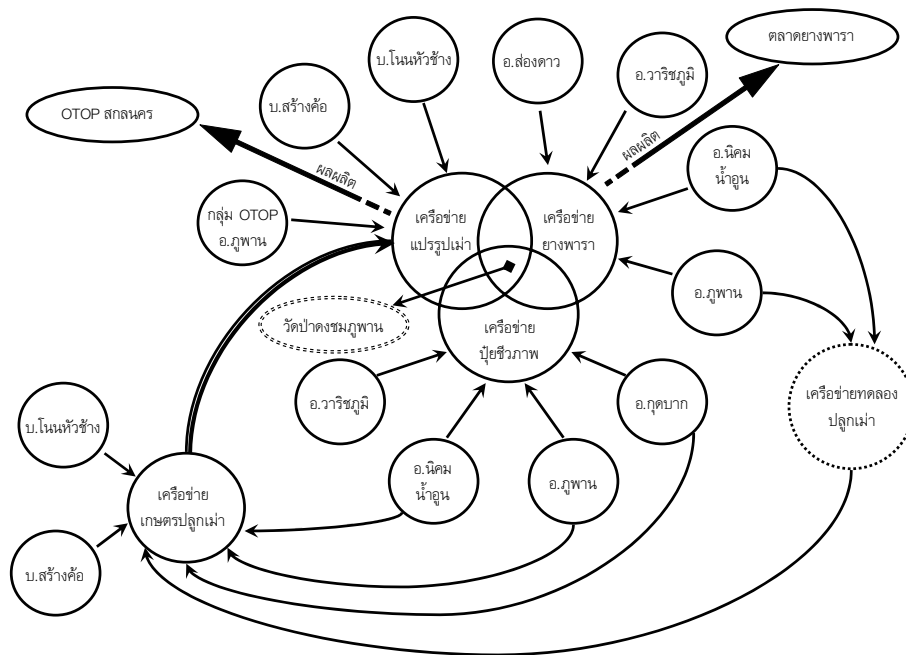 ตลาดยางพารา
บ.โนนหัวช้าง
อ.ส่องดาว
อ.วาริชภูมิ
บ.สร้างค้อ
OTOP สกลนคร
ผลผลิต
ผลผลิต
อ.นิคม
น้ำอูน
กลุ่ม OTOP
อ.ภูพาน
เครือข่าย
แปรรูปเม่า
เครือข่าย
ยางพารา
อ.ภูพาน
วัดป่าดงชมภูพาน
เครือข่าย
ปุ๋ยชีวภาพ
อ.วาริชภูมิ
อ.กุดบาก
เครือข่ายทดลอง
ปลูกเม่า
บ.โนนหัวช้าง
อ.นิคม
น้ำอูน
อ.ภูพาน
เครือข่าย
เกษตรปลูกเม่า
บ.สร้างค้อ